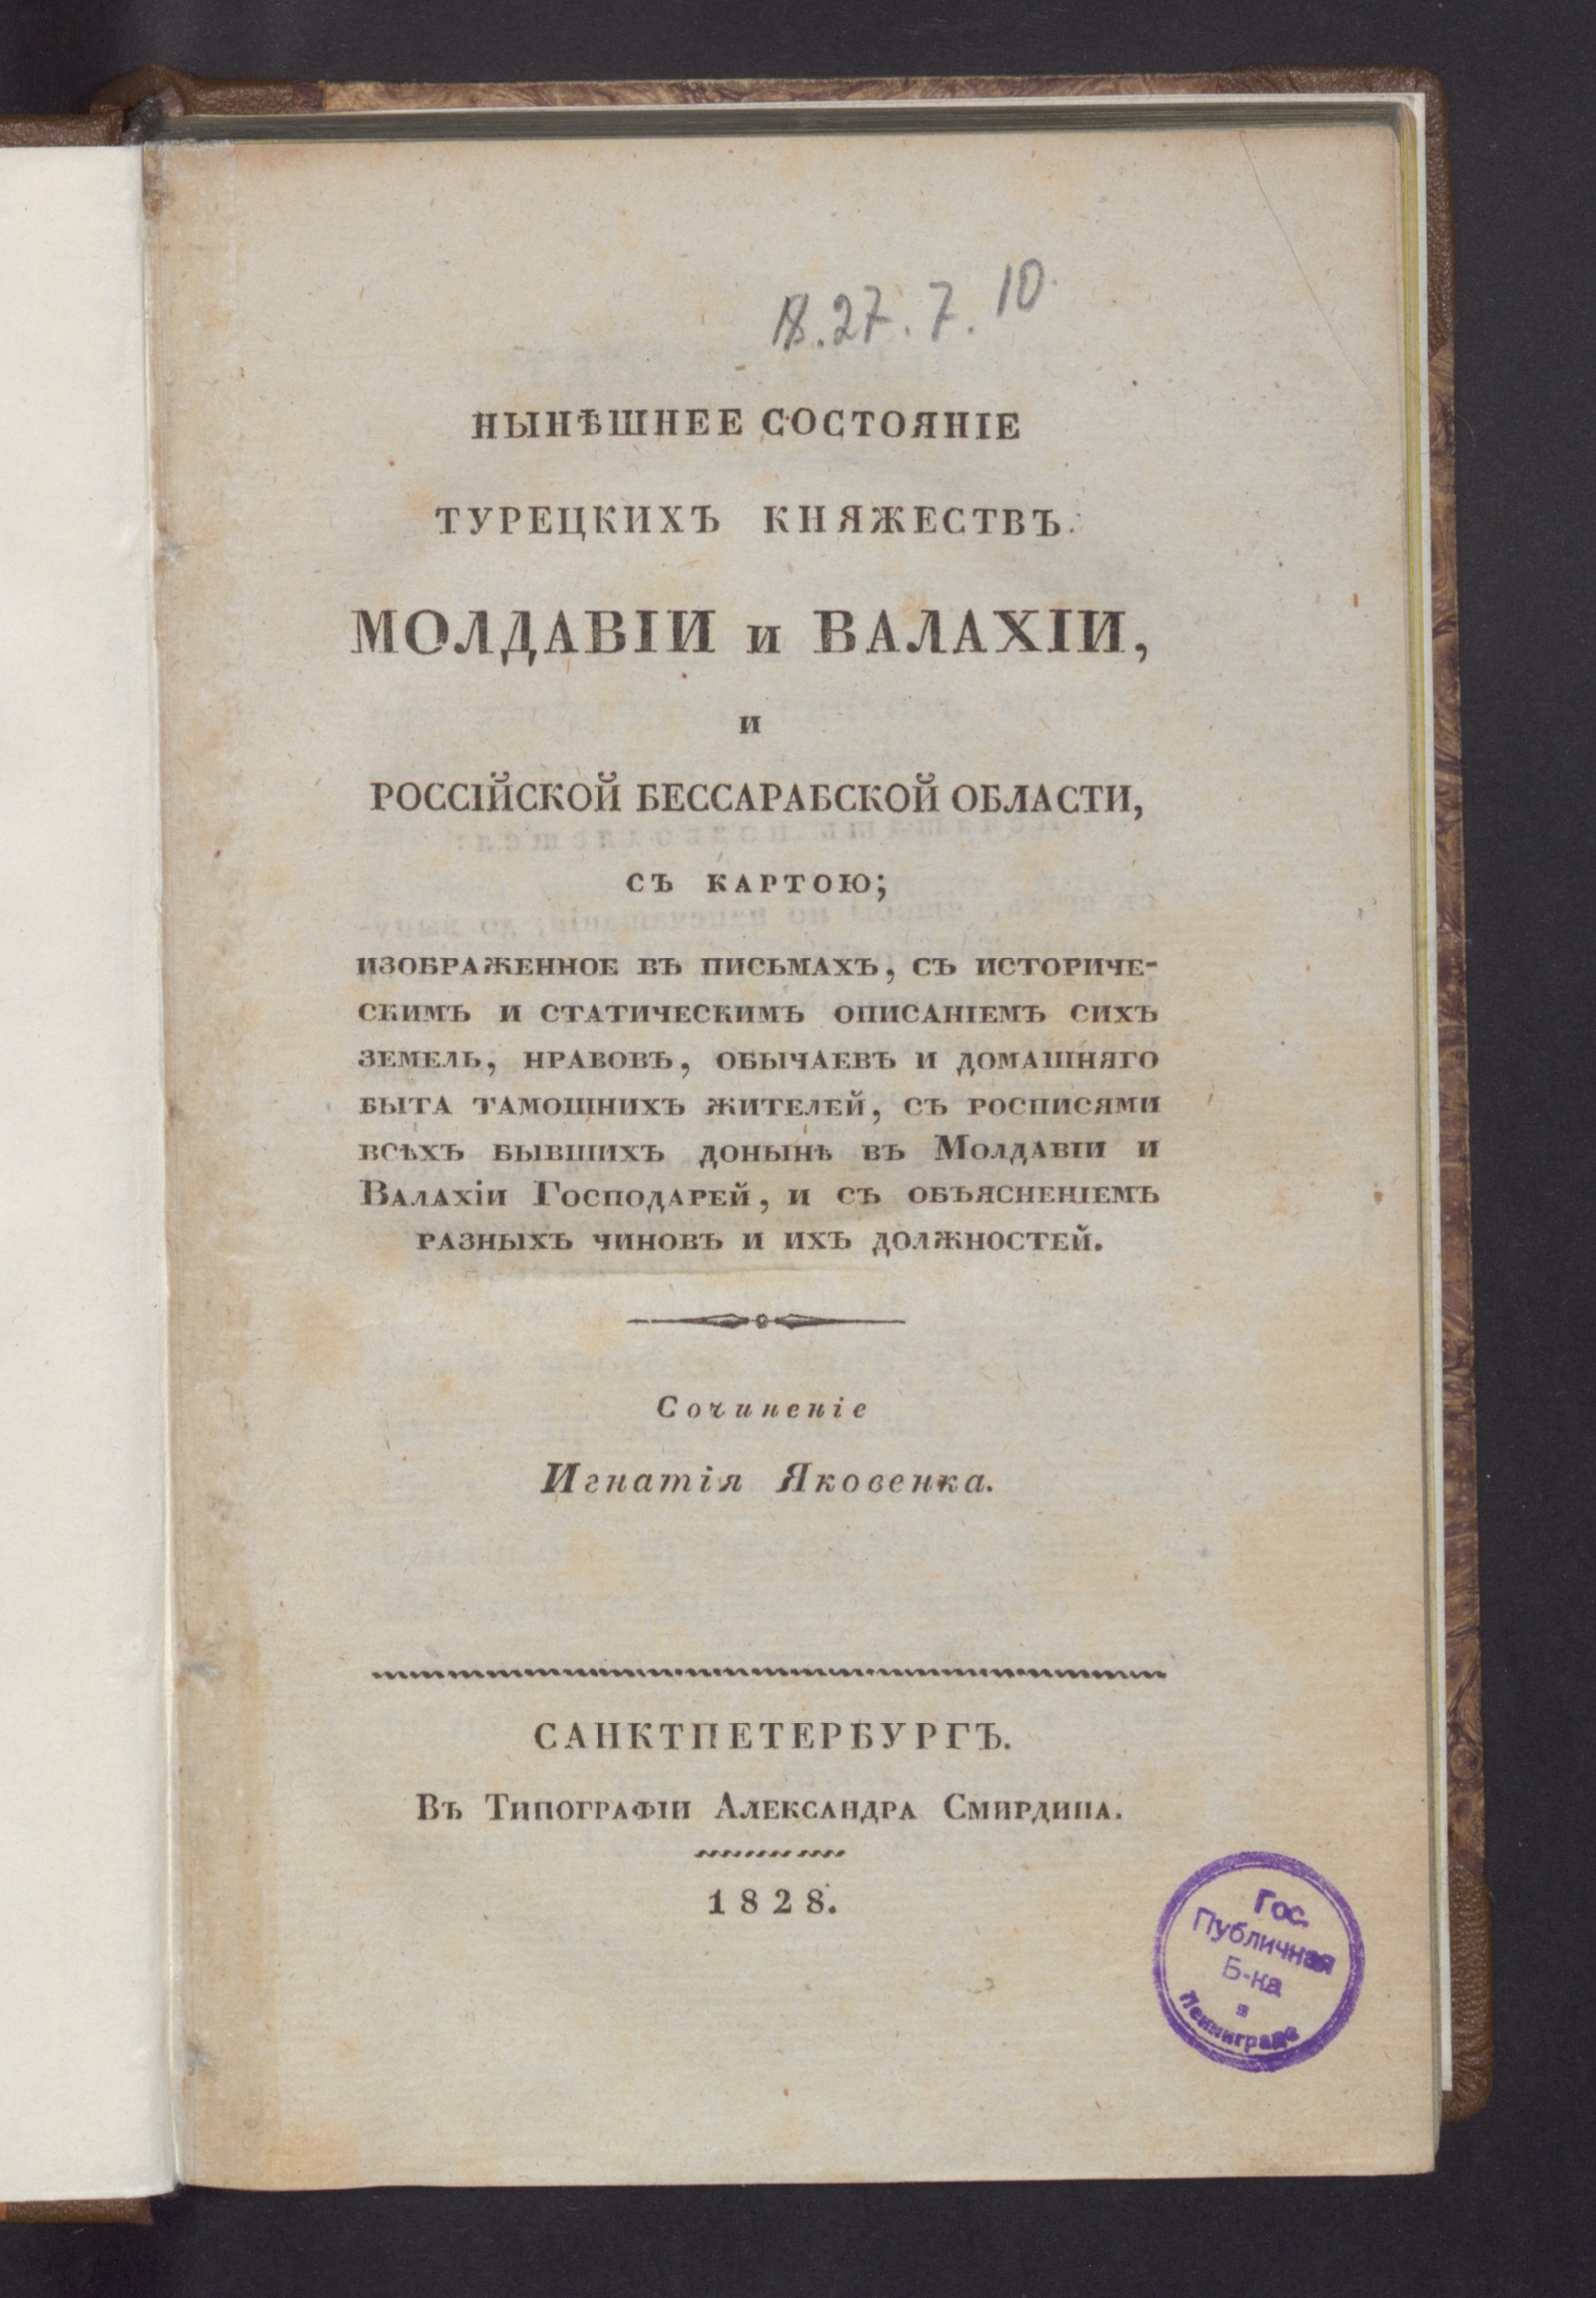 18.27.7.10
НЫНѢШНЕЕ СОСТОЯНІЕ
ТУРЕЦКИХЪ КНЯЖЕСТВЪ
МОЛДАВІИ и ВАЛАХІИ,
и
РОССІЙСКОЙ БЕССАРАБСКОЙ ОБЛАСТИ,
СЪ КАРТОЮ;
ИЗОБРАЖЕННОЕ ВЪ ПИСЬМАХЪ, СЪ ИСТОРИЧЕ-
СКИМЪ И СТАТИЧЕСКИМЪ ОПИСАНІЕМЪ СИХЪ
ЗЕМЕЛЬ, НРАВОВЪ, ОБЫЧАЕВЪ И ДОМАШНЯГО
БЫТА ТАМОШНИХЪ ЖИТЕЛЕЙ, СЪ РОСПИСЯМИ
ВСѢХЪ БЫВШИХЪ ДОНЫНѢ ВЪ МОЛДАВІИ И
ВАЛАХІИ ГОСПОДАРЕЙ, И СЪ ОБЪЯСНЕНІЕМЪ
РАЗНЫХЪ ЧИНОВЪ И ИХЪ ДОЛЖНОСТЕЙ.
Сочиненіе
Игнатія Яковенка.
САНКТПЕТЕРБУРГЪ.
Въ Типографіи Александра Смирдина.
1828.
Гос.
Публичная
Б-ка
в
Ленинграде